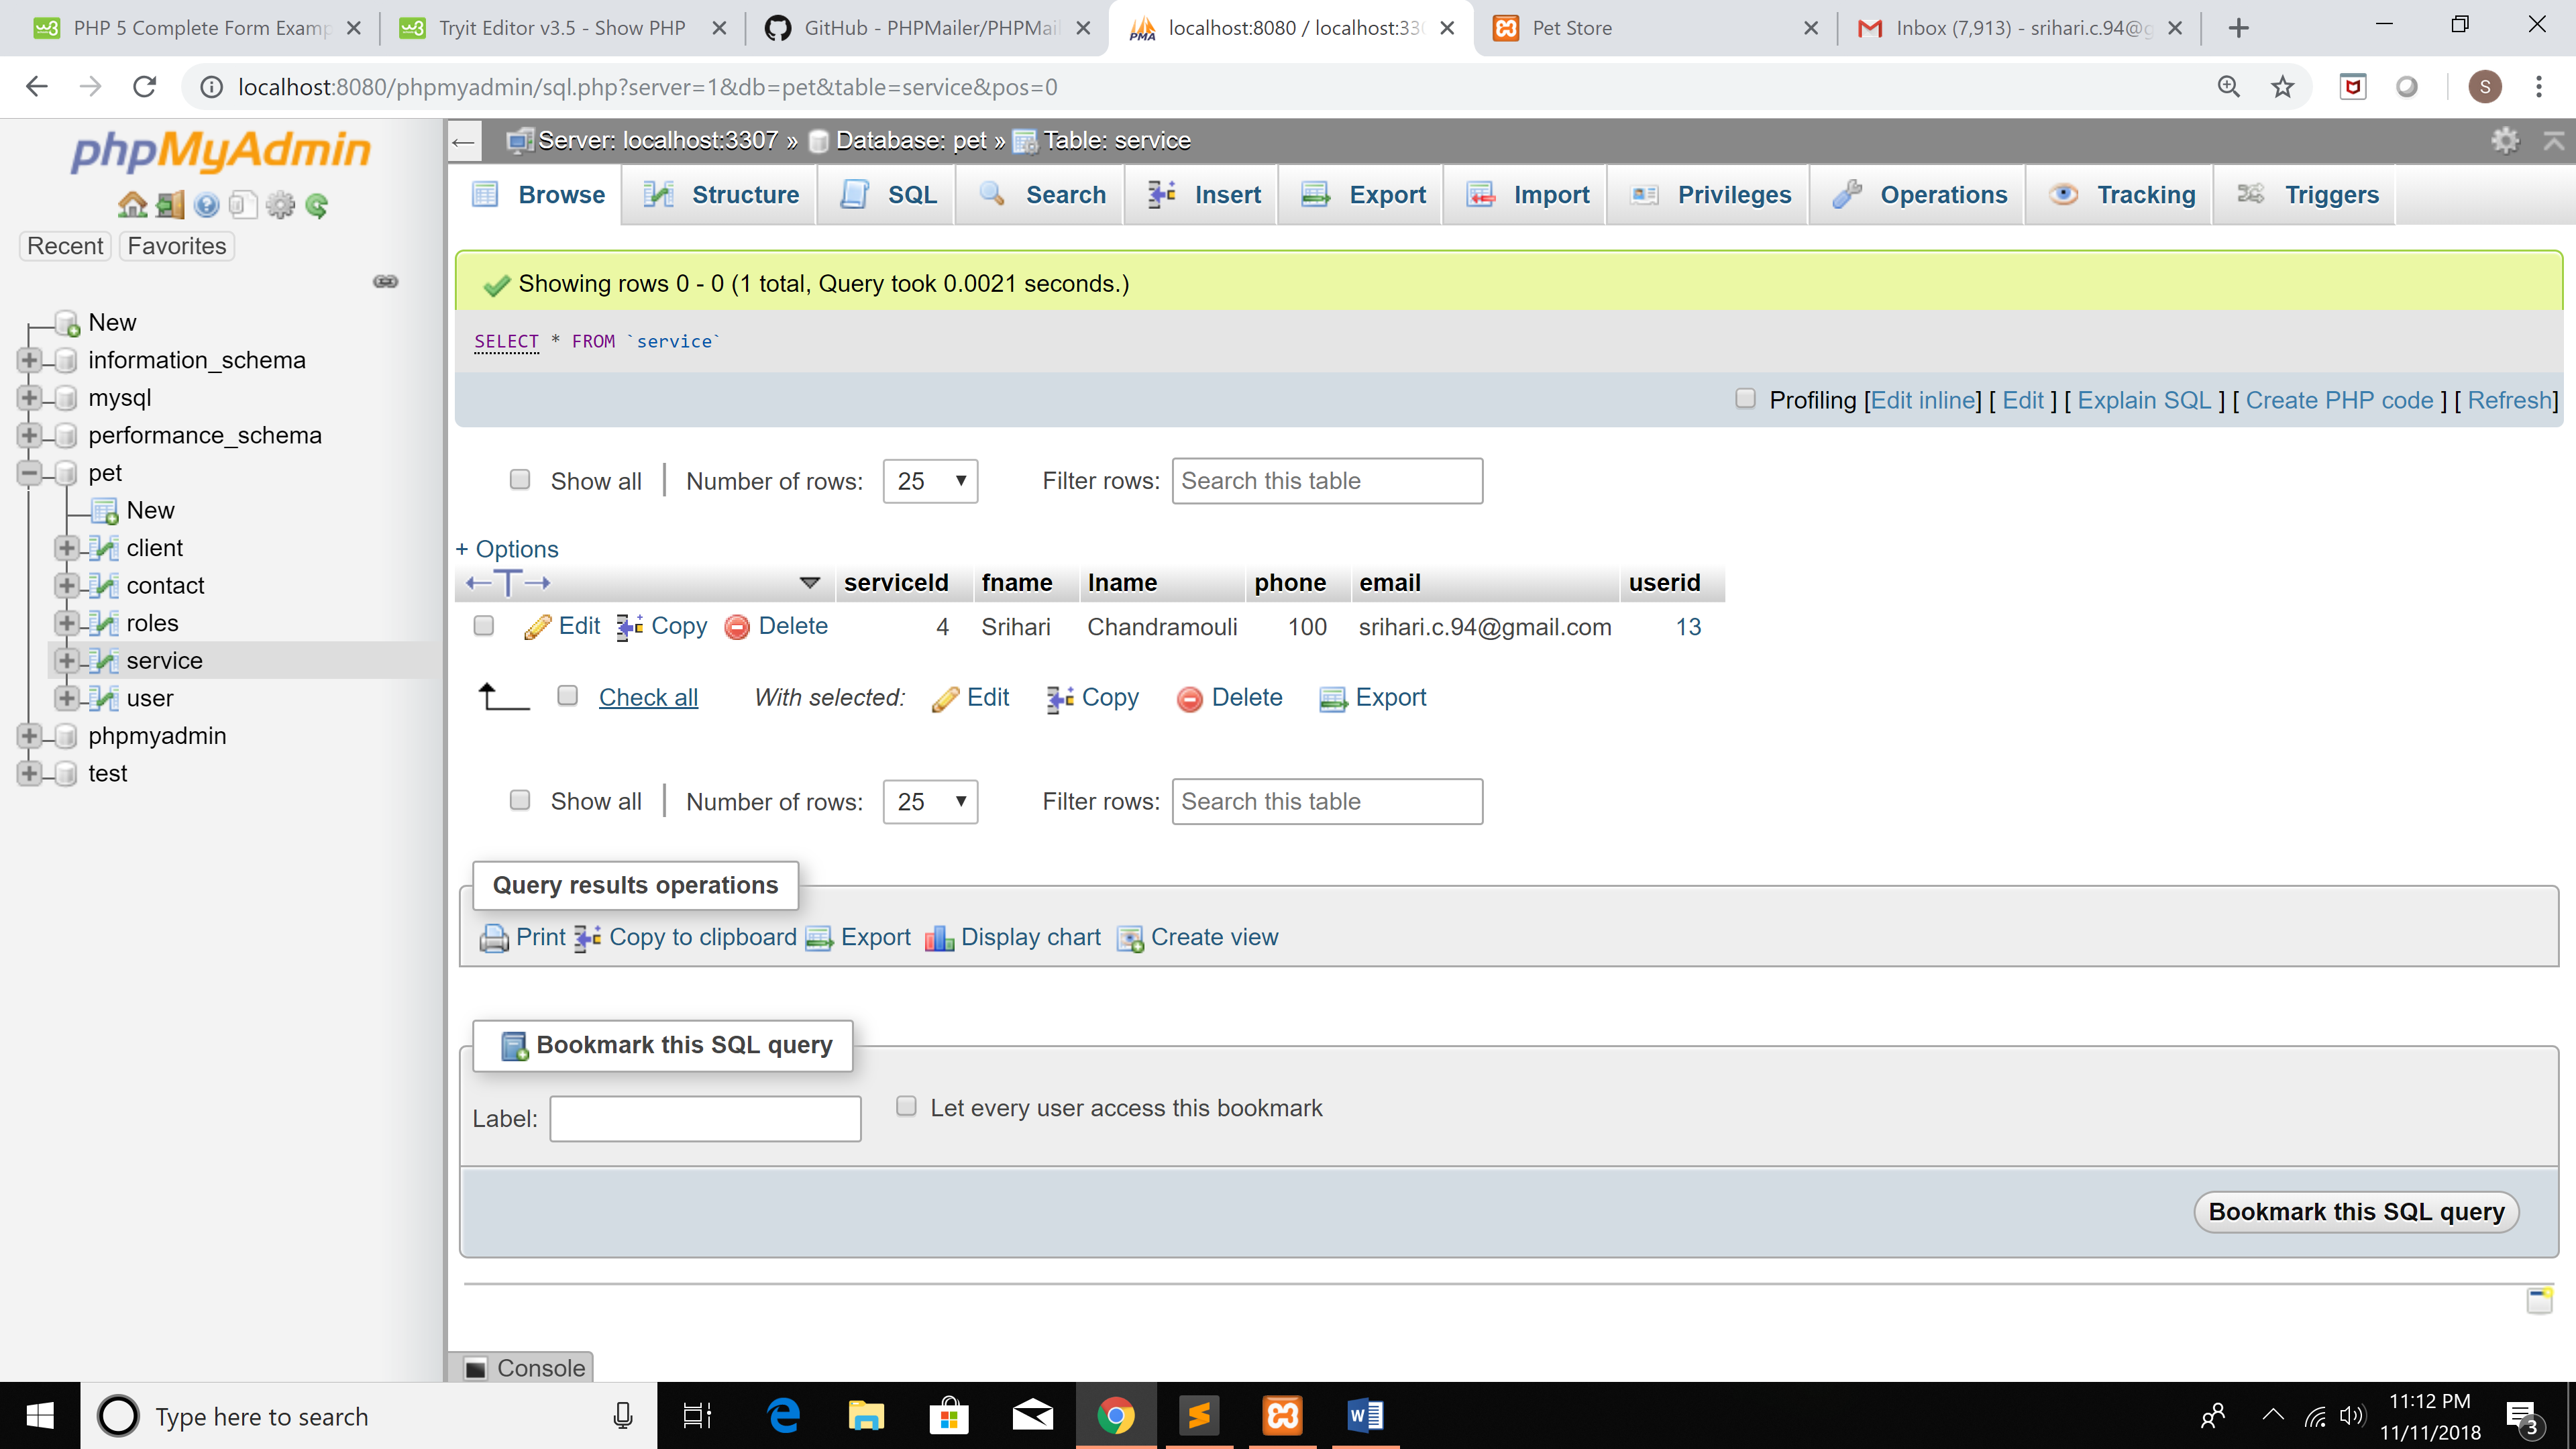 PHP 5 Complete Form Examp
Tryit Editor v3.5 - Show PHP
GitHub - PHPMailer/PHPMail
localhost:8080 / localhost:330
Pet Store
Inbox (7,913) - srihari.c.94@g
localhost:8080/phpmyadmin/sql.php?server=1&db=pet&table=service&pos=0
S
phpMyAdmin
Recent Favorites
New
information_schema
mysql
performance_schema
pet
New
client
contact
roles
service
user
phpmyadmin
test
Server: localhost:3307 » Database: pet » Table: service
Browse Structure SQL Search Insert Export Import Privileges Operations Tracking Triggers
Showing rows 0 - 0 (1 total, Query took 0.0021 seconds.)
SELECT * FROM `service`
Profiling [Edit inline] [ Edit ] [ Explain SQL ] [ Create PHP code ] [ Refresh]
Show all | Number of rows: 25 Filter rows: Search this table
+ Options
serviceId fname lname phone email userid
Edit Copy Delete 4 Srihari Chandramouli 100 srihari.c.94@gmail.com 13
Check all With selected: Edit Copy Delete Export
Show all | Number of rows: 25 Filter rows: Search this table
Query results operations
Print Copy to clipboard Export Display chart Create view
Bookmark this SQL query
Label: Let every user access this bookmark
Bookmark this SQL query
Console
Type here to search
11:12 PM
11/11/2018
3